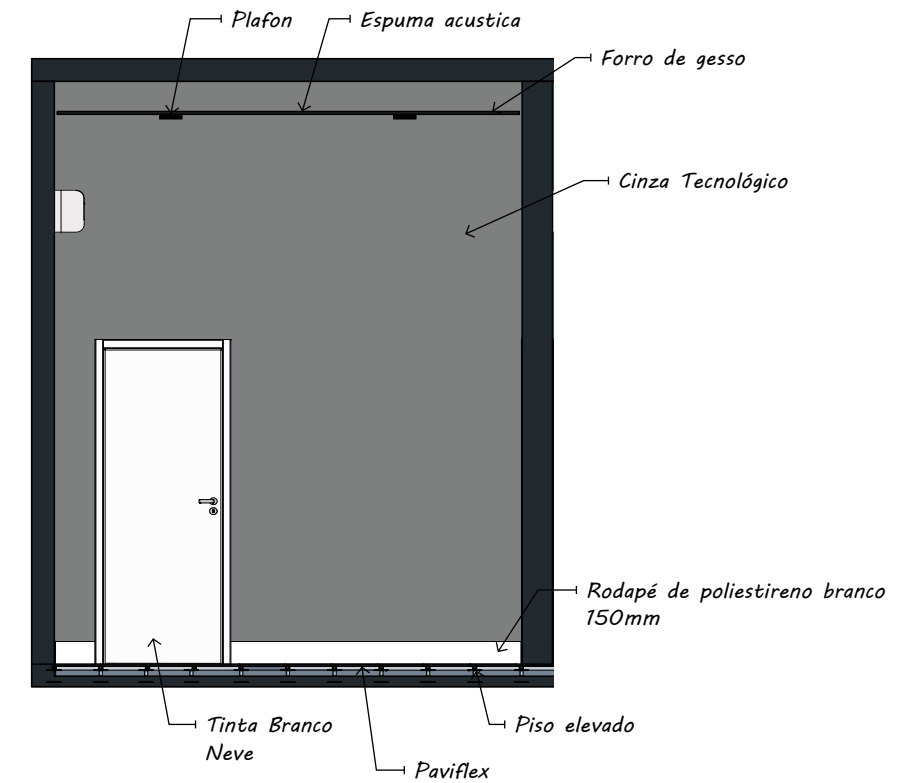 Plafon
Espuma acustica
Forro de gesso
Cinza Tecnológico
Rodapé de poliestireno branco
150mm
Tinta Branco
Neve
Piso elevado
Paviflex